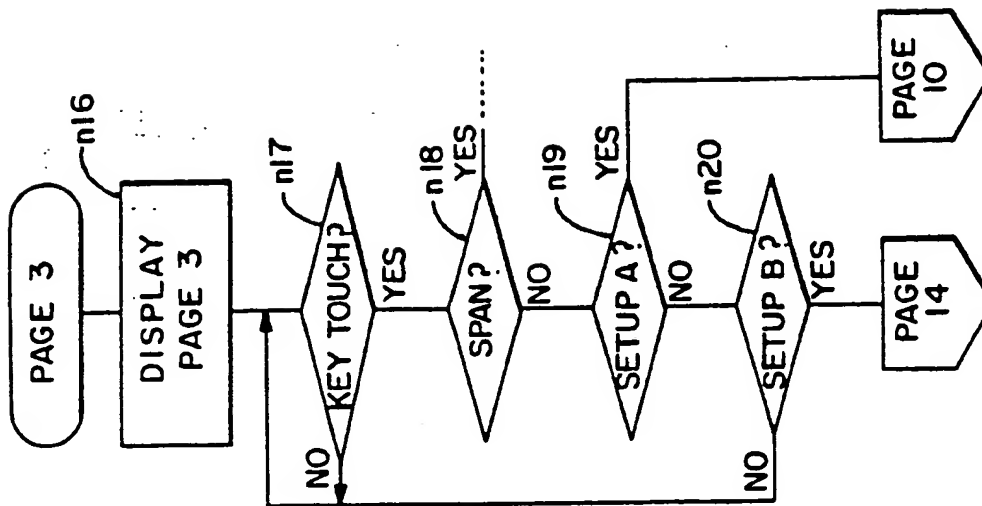 PAGE 3
n16
DISPLAY
PAGE 3
n17
KEY TOUCH?
NO
YES
n18
SPAN?
YES
NO
n19
SETUP A?
YES
NO
n20
SETUP B?
NO
YES
PAGE
14
PAGE
10